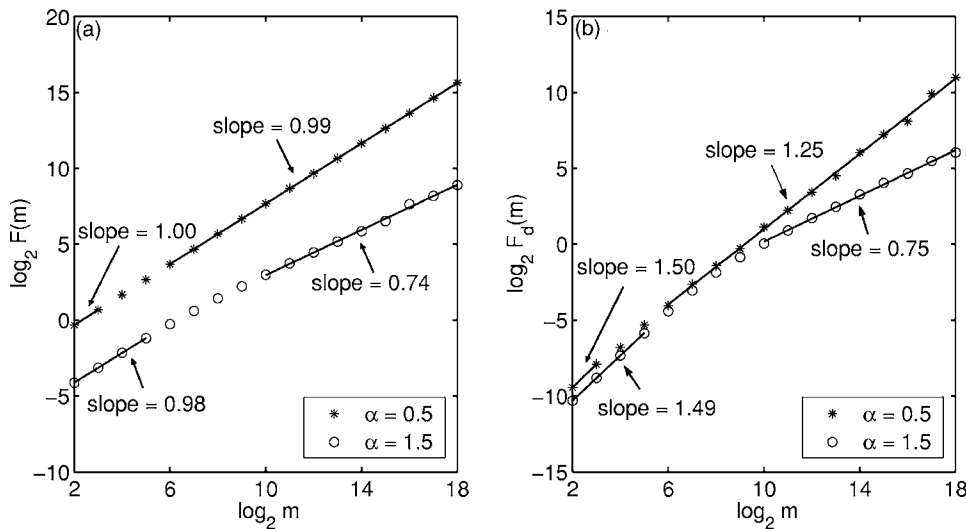 (a)
20
15
10
5
0
−5
−10
log₂ F(m)
slope = 0.99
slope = 1.00
slope = 0.74
slope = 0.98
α = 0.5
α = 1.5
2 6 10 14 18
log₂ m
(b)
15
10
5
0
−5
−10
−15
log₂ F_d(m)
slope = 1.25
slope = 0.75
slope = 1.50
slope = 1.49
α = 0.5
α = 1.5
2 6 10 14 18
log₂ m